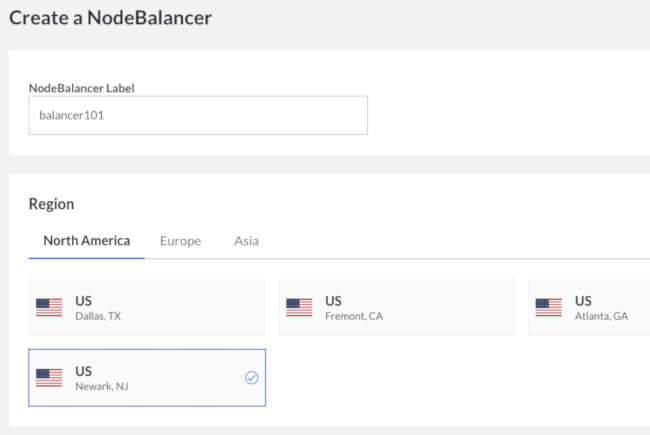 Create a NodeBalancer
NodeBalancer Label
balancer101
Region
North America Europe Asia
US US US
Dallas, TX Fremont, CA Atlanta, GA
US
Newark, NJ